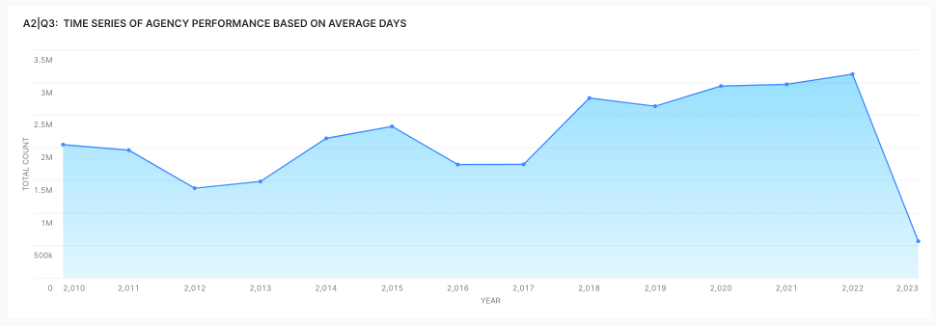 A2|Q3: TIME SERIES OF AGENCY PERFORMANCE BASED ON AVERAGE DAYS
3.5M
3M
2.5M
2M
1.5M
1M
500k
0
TOTAL COUNT
2,010 2,011 2,012 2,013 2,014 2,015 2,016 2,017 2,018 2,019 2,020 2,021 2,022 2,023
YEAR